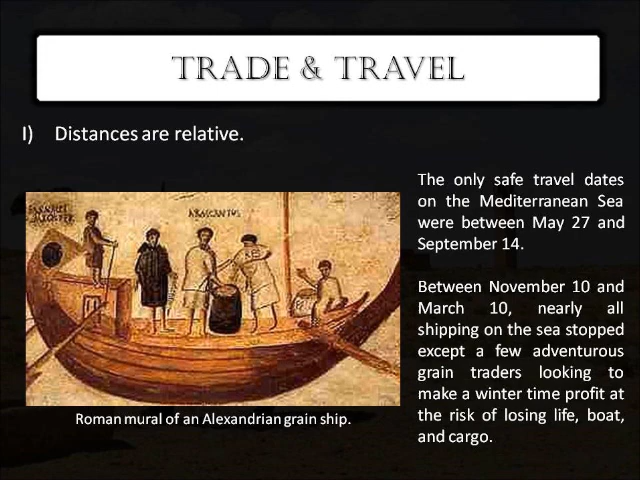 TRADE & TRAVEL
I) Distances are relative.
The only safe travel dates
on the Mediterranean Sea
were between May 27 and
September 14.
Between November 10 and
March 10, nearly all
shipping on the sea stopped
except a few adventurous
grain traders looking to
make a winter time profit at
the risk of losing life, boat,
and cargo.
ARASCANTUS
Roman mural of an Alexandrian grain ship.